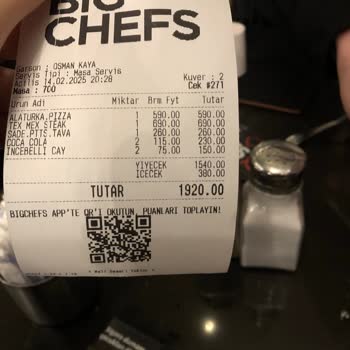 BIG
CHEFS
Garson : OSMAN KAYA
Servis Tipi : Masa Servis
Acilis 14.02.2025 20:28 Kuver : 2
Masa : 700 Cek #271
Urun Adi Miktar Brm Fyt Tutar
ALATURKA.PIZZA 1 590.00 590.00
TEX MEX STEAK 1 690.00 690.00
SADE.PTTS.TAVA 1 260.00 260.00
COCA COLA 2 115.00 230.00
INCEBELLI CAY 2 75.00 150.00
YIYECEK 1540.00
ICECEK 380.00
TUTAR 1920.00
BIGCHEFS APP'TE QR'I OKUTUN, PUANLARI TOPLAYIN!
* Mali Degeri Yoktur *